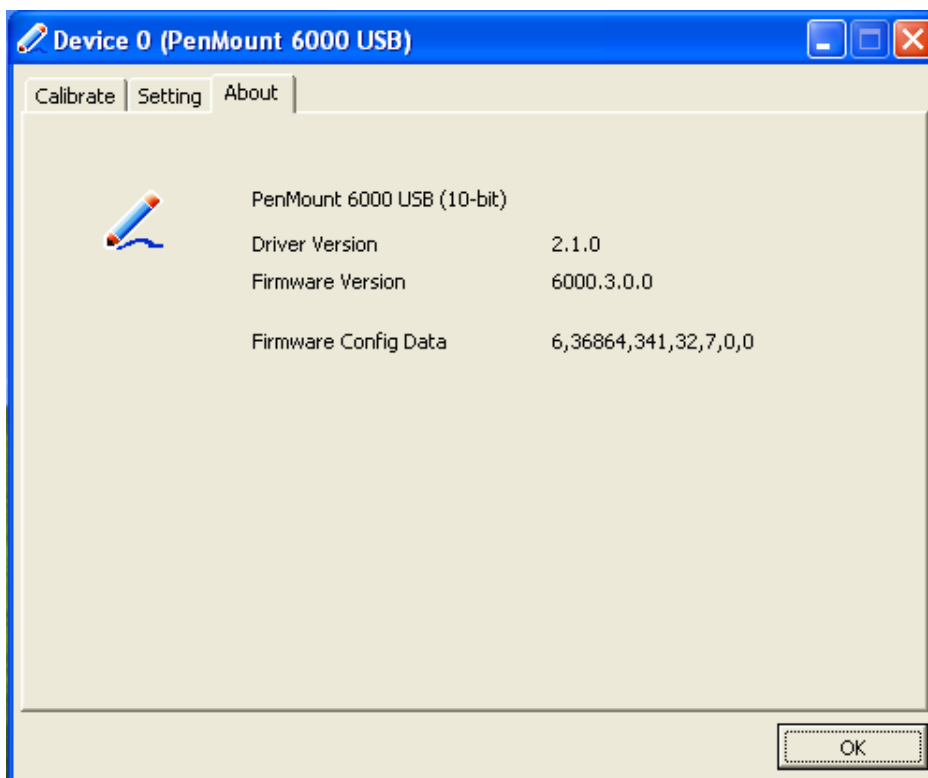 Device 0 (PenMount 6000 USB)
Calibrate Setting About
PenMount 6000 USB (10-bit)
Driver Version 2.1.0
Firmware Version 6000.3.0.0
Firmware Config Data 6,36864,341,32,7,0,0
OK